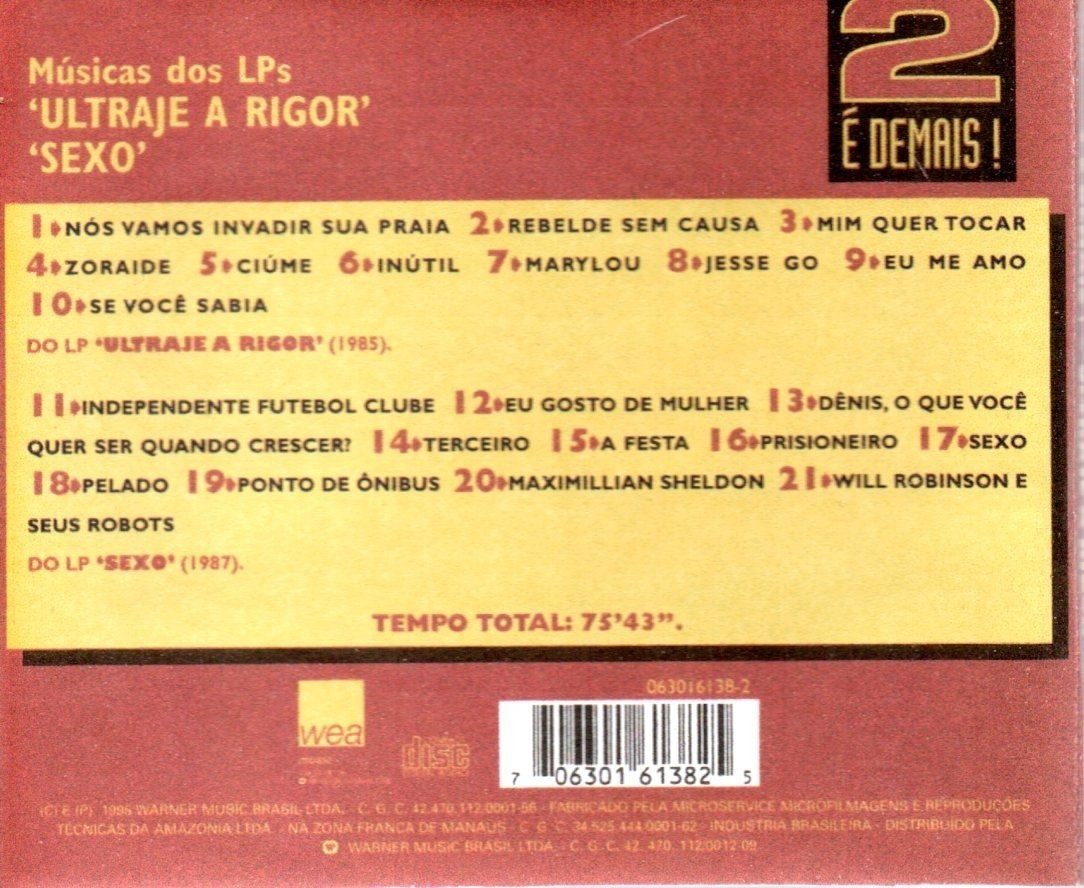 Músicas dos LPs
‘ULTRAJE A RIGOR’
‘SEXO’
2
É DEMAIS!
1 NÓS VAMOS INVADIR SUA PRAIA 2 REBELDE SEM CAUSA 3 MIM QUER TOCAR
4 ZORAIDE 5 CIÚME 6 INÚTIL 7 MARYLOU 8 JESSE GO 9 EU ME AMO
10 SE VOCÊ SABIA
DO LP ‘ULTRAJE A RIGOR’ (1985).
11 INDEPENDENTE FUTEBOL CLUBE 12 EU GOSTO DE MULHER 13 DÊNIS, O QUE VOCÊ
QUER SER QUANDO CRESCER? 14 TERCEIRO 15 A FESTA 16 PRISIONEIRO 17 SEXO
18 PELADO 19 PONTO DE ÔNIBUS 20 MAXIMILLIAN SHELDON 21 WILL ROBINSON E
SEUS ROBOTS
DO LP ‘SEXO’ (1987).
TEMPO TOTAL: 75’43”.
063016138-2
wea
music
disc
7 06301 61382 5
(C) E (P) 1996 WARNER MUSIC BRASIL LTDA. - C. G. C. 42.470.112.0001-56 - FABRICADO PELA MICROSERVICE MICROFILMAGENS E REPRODUÇÕES
TÉCNICAS DA AMAZONIA LTDA. - NA ZONA FRANCA DE MANAUS - C. G. C. 34.525.444.0001-62 - INDUSTRIA BRASILEIRA - DISTRIBUIDO PELA
WARNER MUSIC BRASIL LTDA. - C. G. C. 42. 470. 112.0012 09